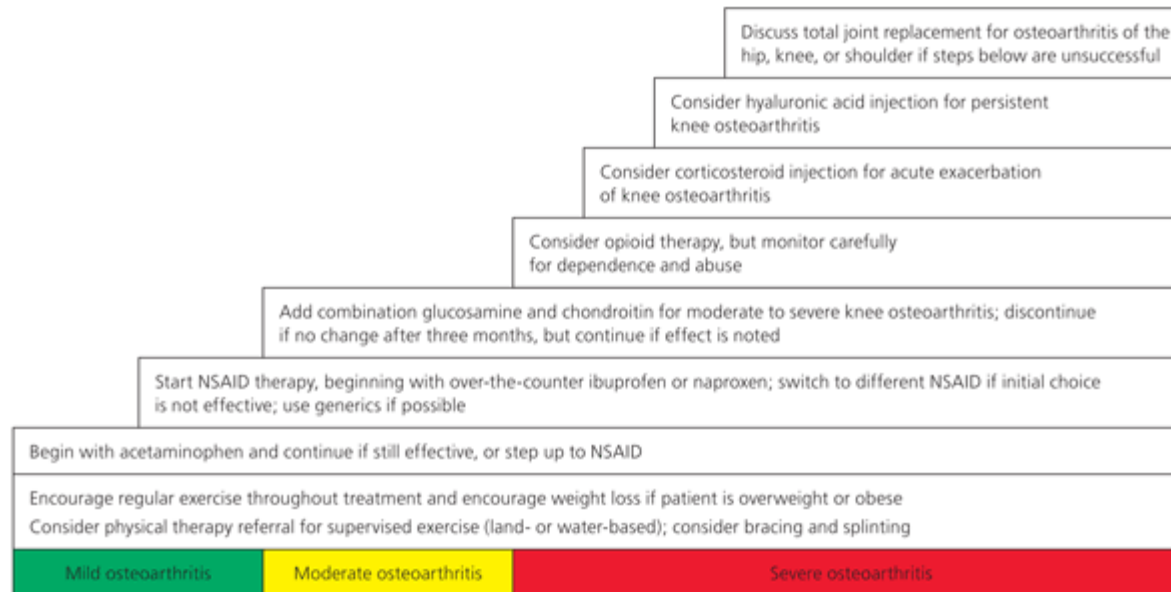 Discuss total joint replacement for osteoarthritis of the
hip, knee, or shoulder if steps below are unsuccessful
Consider hyaluronic acid injection for persistent
knee osteoarthritis
Consider corticosteroid injection for acute exacerbation
of knee osteoarthritis
Consider opioid therapy, but monitor carefully
for dependence and abuse
Add combination glucosamine and chondroitin for moderate to severe knee osteoarthritis; discontinue
if no change after three months, but continue if effect is noted
Start NSAID therapy, beginning with over-the-counter ibuprofen or naproxen; switch to different NSAID if initial choice
is not effective; use generics if possible
Begin with acetaminophen and continue if still effective, or step up to NSAID
Encourage regular exercise throughout treatment and encourage weight loss if patient is overweight or obese
Consider physical therapy referral for supervised exercise (land- or water-based); consider bracing and splinting
Mild osteoarthritis
Moderate osteoarthritis
Severe osteoarthritis